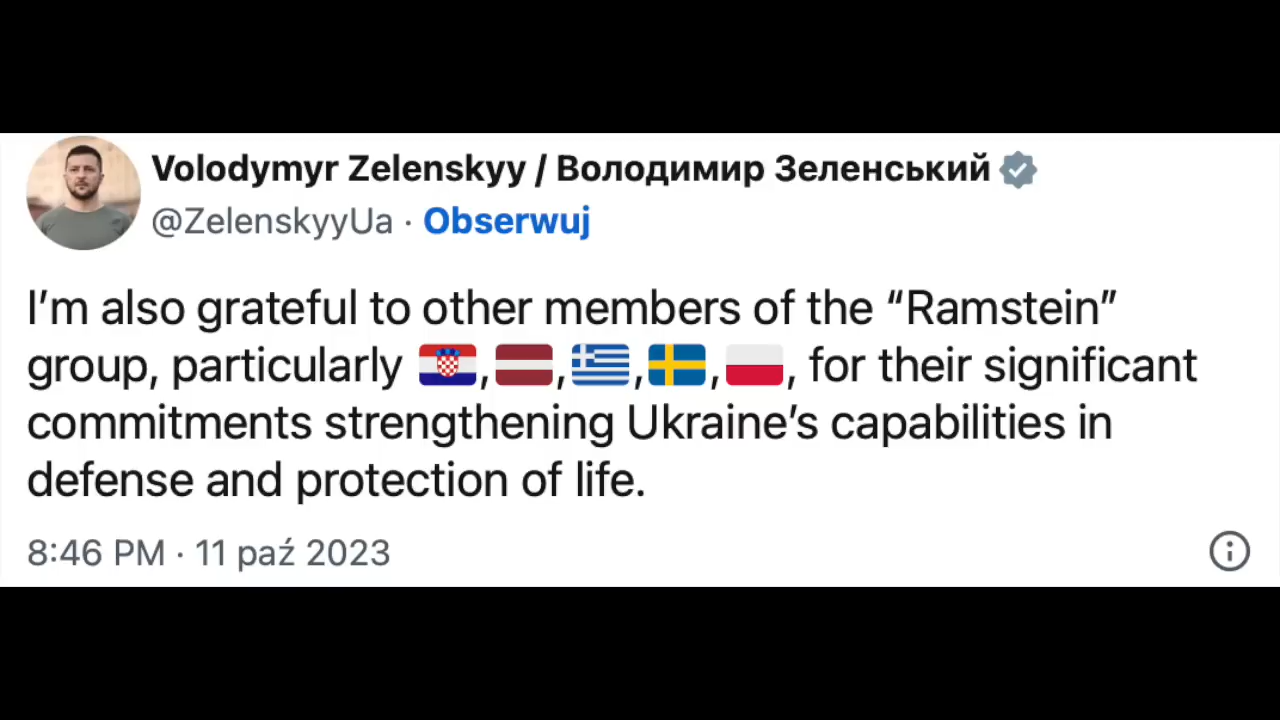 Volodymyr Zelenskyy / Володимир Зеленський
@ZelenskyyUa · Obserwuj
I’m also grateful to other members of the “Ramstein”
group, particularly 🇭🇷,🇱🇻,🇬🇷,🇸🇪,🇵🇱, for their significant
commitments strengthening Ukraine’s capabilities in
defense and protection of life.
8:46 PM · 11 paź 2023